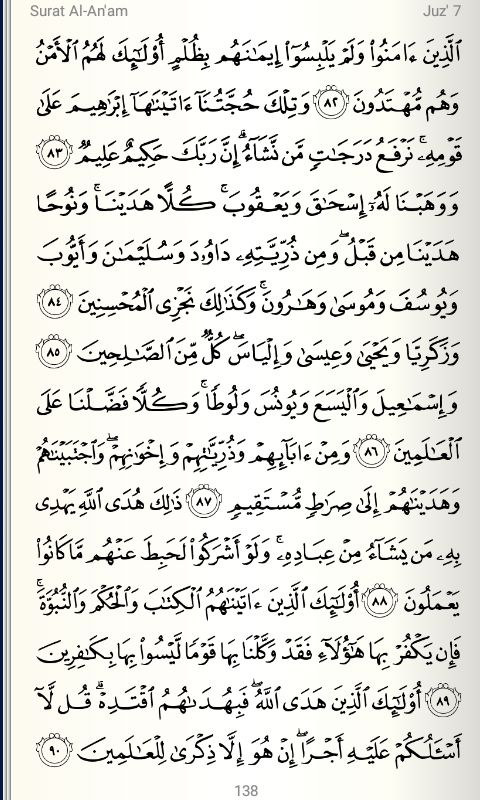 Surat Al-An'am Juz' 7
ٱلَّذِينَ ءَامَنُوا۟ وَلَمْ يَلْبِسُوٓا۟ إِيمَٰنَهُم بِظُلْمٍ أُو۟لَٰٓئِكَ لَهُمُ ٱلْأَمْنُ
وَهُم مُّهْتَدُونَ ٨٢ وَتِلْكَ حُجَّتُنَآ ءَاتَيْنَٰهَآ إِبْرَٰهِيمَ عَلَىٰ
قَوْمِهِۦ ۚ نَرْفَعُ دَرَجَٰتٍ مَّن نَّشَآءُ ۗ إِنَّ رَبَّكَ حَكِيمٌ عَلِيمٌ ٨٣
وَوَهَبْنَا لَهُۥٓ إِسْحَٰقَ وَيَعْقُوبَ ۚ كُلًّا هَدَيْنَا ۚ وَنُوحًا
هَدَيْنَا مِن قَبْلُ ۖ وَمِن ذُرِّيَّتِهِۦ دَاوُۥدَ وَسُلَيْمَٰنَ وَأَيُّوبَ
وَيُوسُفَ وَمُوسَىٰ وَهَٰرُونَ ۚ وَكَذَٰلِكَ نَجْزِى ٱلْمُحْسِنِينَ ٨٤
وَزَكَرِيَّا وَيَحْيَىٰ وَعِيسَىٰ وَإِلْيَاسَ ۖ كُلٌّ مِّنَ ٱلصَّٰلِحِينَ ٨٥
وَإِسْمَٰعِيلَ وَٱلْيَسَعَ وَيُونُسَ وَلُوطًا ۚ وَكُلًّا فَضَّلْنَا عَلَى
ٱلْعَٰلَمِينَ ٨٦ وَمِنْ ءَابَآئِهِمْ وَذُرِّيَّٰتِهِمْ وَإِخْوَٰنِهِمْ ۖ وَٱجْتَبَيْنَٰهُمْ
وَهَدَيْنَٰهُمْ إِلَىٰ صِرَٰطٍ مُّسْتَقِيمٍ ٨٧ ذَٰلِكَ هُدَى ٱللَّهِ يَهْدِى
بِهِۦ مَن يَشَآءُ مِنْ عِبَادِهِۦ ۚ وَلَوْ أَشْرَكُوا۟ لَحَبِطَ عَنْهُم مَّا كَانُوا۟
يَعْمَلُونَ ٨٨ أُو۟لَٰٓئِكَ ٱلَّذِينَ ءَاتَيْنَٰهُمُ ٱلْكِتَٰبَ وَٱلْحُكْمَ وَٱلنُّبُوَّةَ ۚ
فَإِن يَكْفُرْ بِهَا هَٰٓؤُلَآءِ فَقَدْ وَكَّلْنَا بِهَا قَوْمًا لَّيْسُوا۟ بِهَا بِكَٰفِرِينَ
٨٩ أُو۟لَٰٓئِكَ ٱلَّذِينَ هَدَى ٱللَّهُ ۖ فَبِهُدَىٰهُمُ ٱقْتَدِهْ ۗ قُل لَّآ
أَسْـَٔلُكُمْ عَلَيْهِ أَجْرًا ۖ إِنْ هُوَ إِلَّا ذِكْرَىٰ لِلْعَٰلَمِينَ ٩٠
138